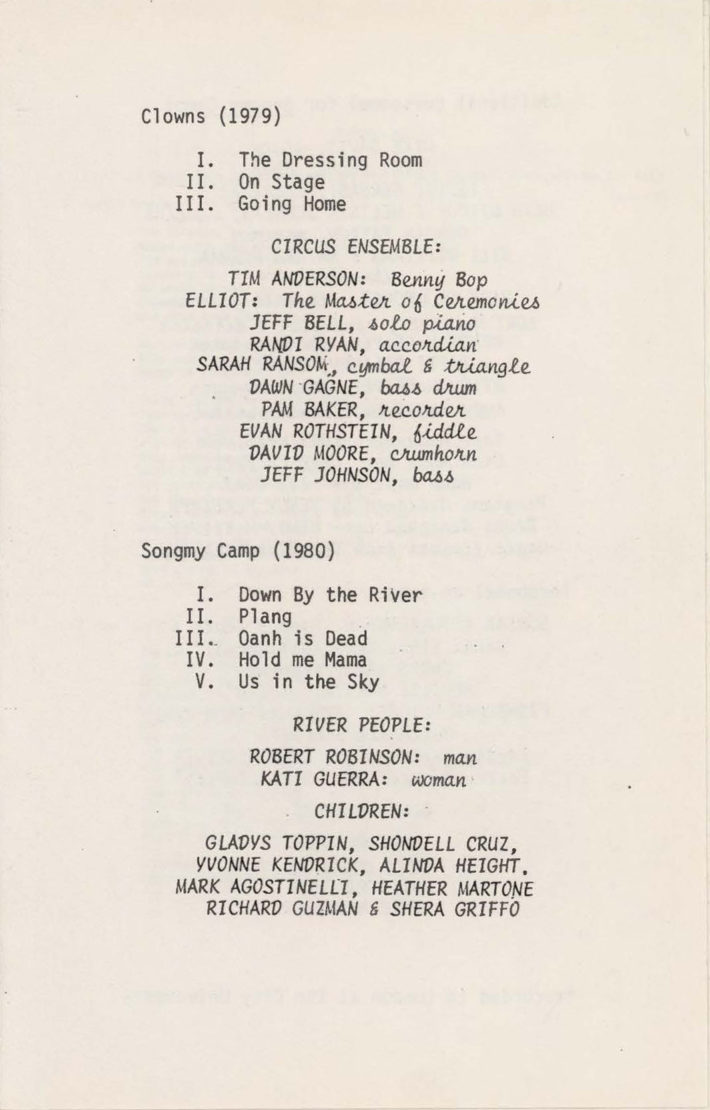 Clowns (1979)
I. The Dressing Room
II. On Stage
III. Going Home
CIRCUS ENSEMBLE:
TIM ANDERSON: Benny Bop
ELLIOT: The Master of Ceremonies
JEFF BELL, solo piano
RANDI RYAN, accordian
SARAH RANSOM, cymbal & triangle
DAWN GAGNE, bass drum
PAM BAKER, recorder
EVAN ROTHSTEIN, fiddle
DAVID MOORE, crumhorn
JEFF JOHNSON, bass
Songmy Camp (1980)
I. Down By the River
II. Plang
III. Oanh is Dead
IV. Hold me Mama
V. Us in the Sky
RIVER PEOPLE:
ROBERT ROBINSON: man
KATI GUERRA: woman
CHILDREN:
GLADYS TOPPIN, SHONDELL CRUZ,
YVONNE KENDRICK, ALINDA HEIGHT.
MARK AGOSTINELLI, HEATHER MARTONE
RICHARD GUZMAN & SHERA GRIFFO